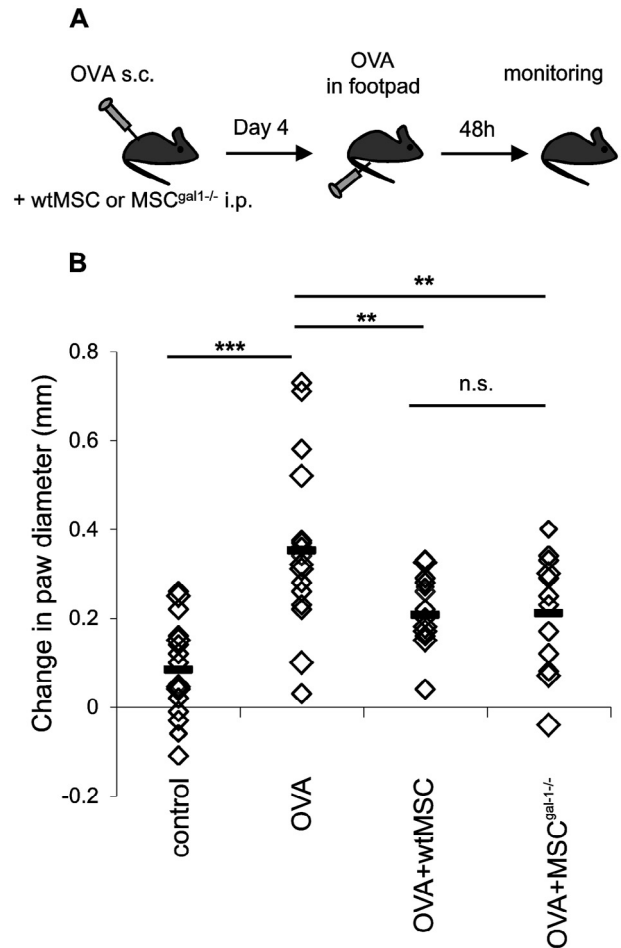 A
OVA s.c.
OVA
in footpad
monitoring
Day 4
48h
+ wtMSC or MSCgal1-/- i.p.
B
**
**
***
n.s.
Change in paw diameter (mm)
0.8
0.6
0.4
0.2
0
-0.2
control
OVA
OVA+wtMSC
OVA+MSCgal-1-/-